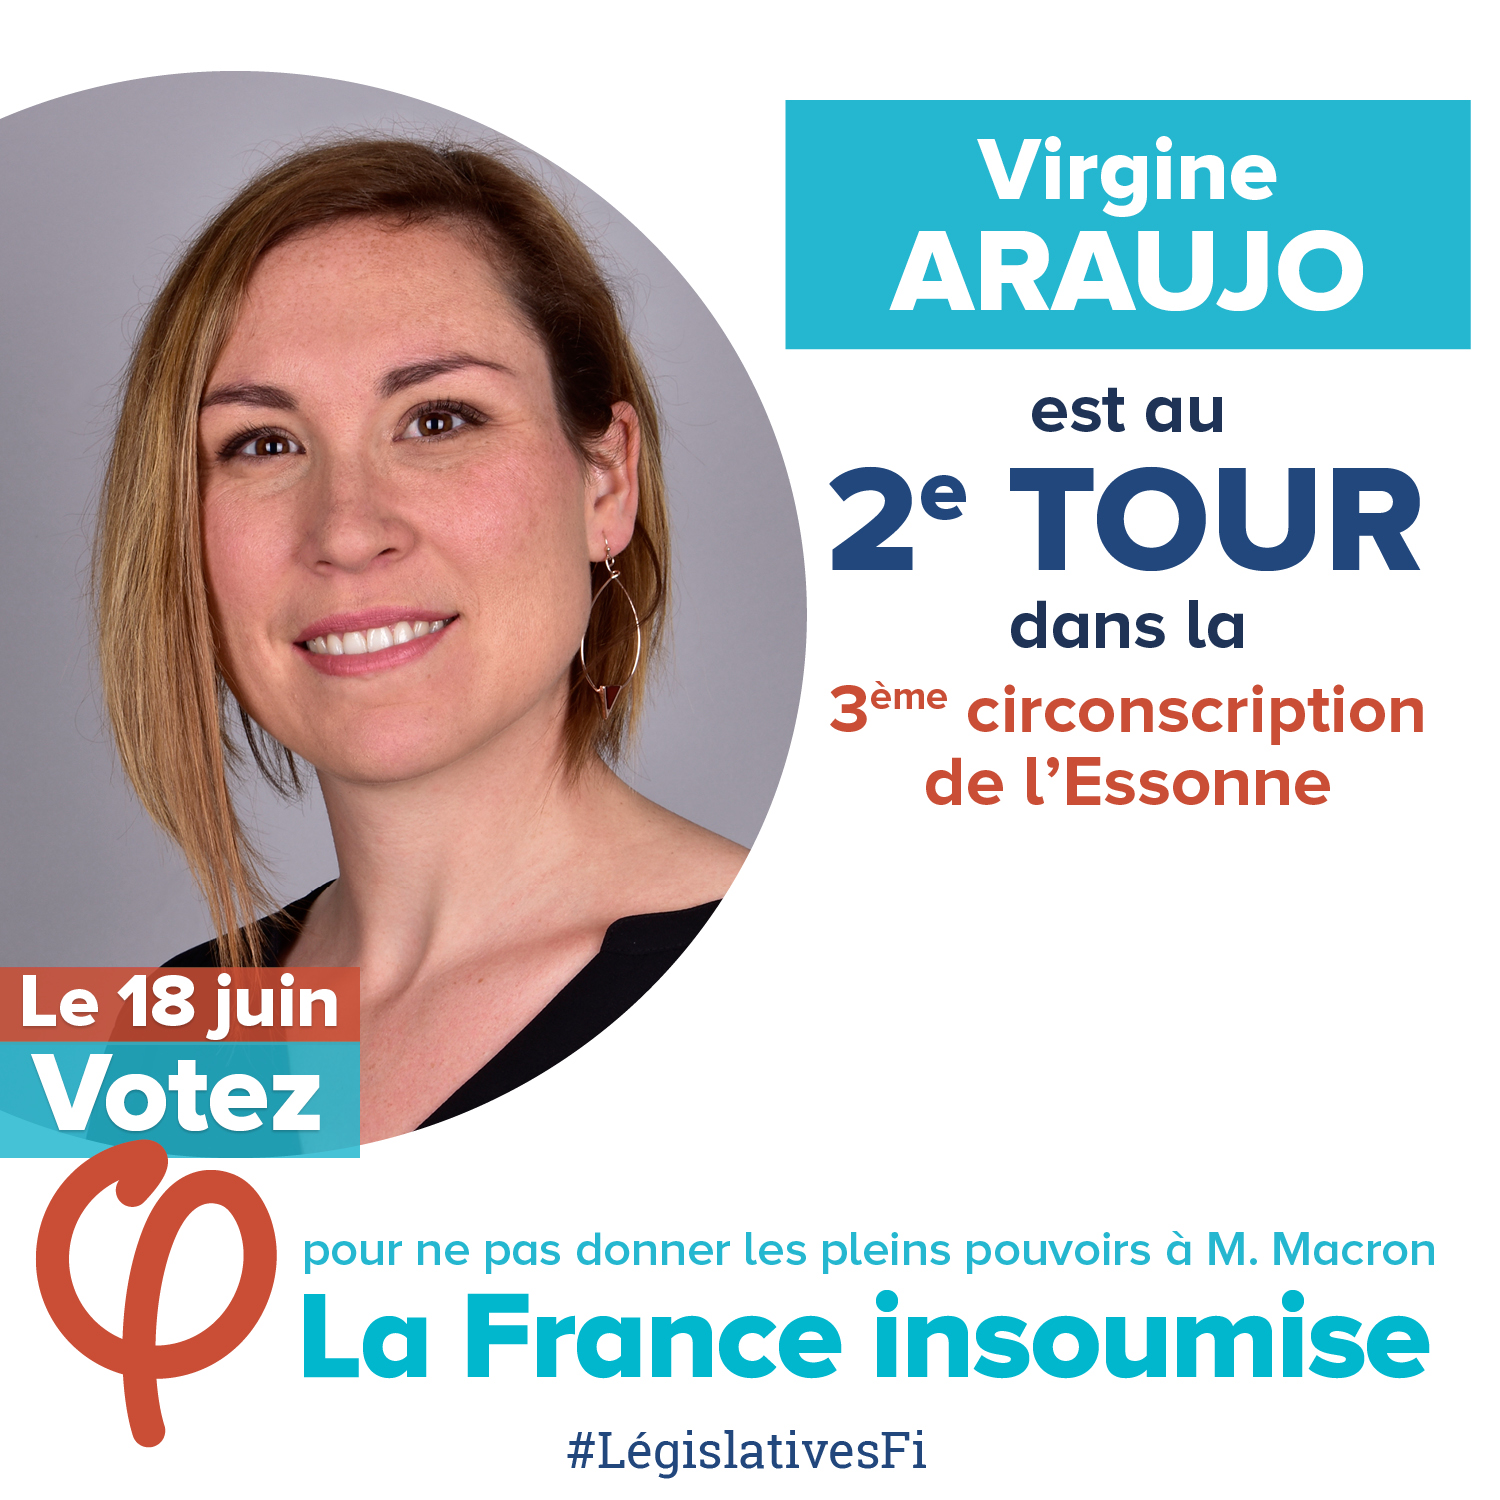 Virgine
ARAUJO
est au
2e TOUR
dans la
3ème circonscription
de l’Essonne
Le 18 juin
Votez
φ
pour ne pas donner les pleins pouvoirs à M. Macron
La France insoumise
#LégislativesFi